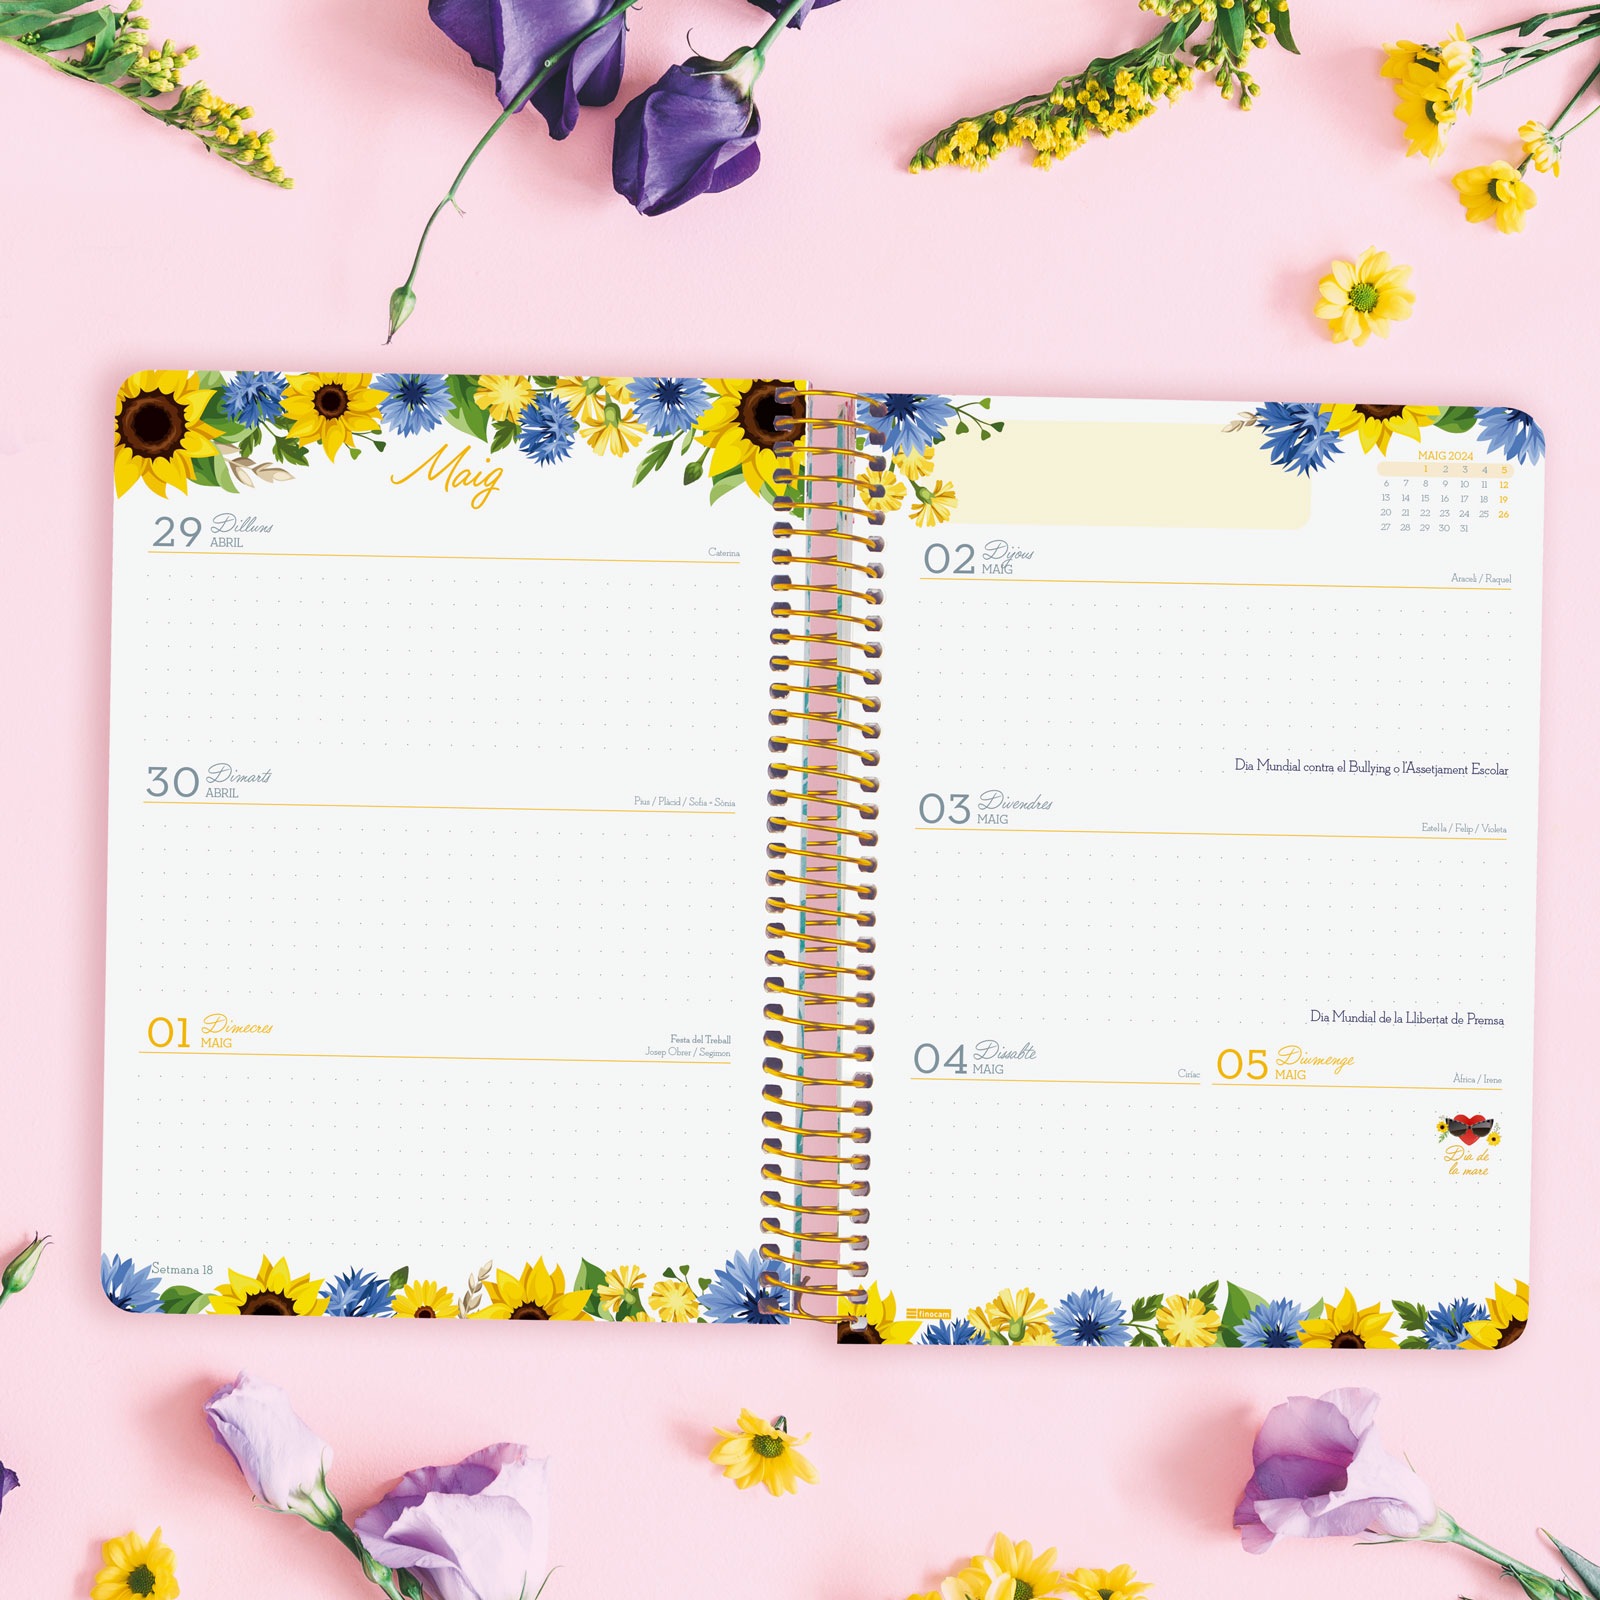 Maig
29 Dilluns
ABRIL
Caterina
30 Dimarts
ABRIL
Pius / Plàcid / Sofia - Sònia
01 Dimecres
MAIG
Festa del Treball
Josep Obrer / Segimon
Setmana 18
MAIG 2024
1 2 3 4 5
6 7 8 9 10 11 12
13 14 15 16 17 18 19
20 21 22 23 24 25 26
27 28 29 30 31
02 Dijous
MAIG
Araceli / Raquel
Dia Mundial contra el Bullying o l'Assetjament Escolar
03 Divendres
MAIG
Estel·la / Felip / Violeta
Dia Mundial de la Llibertat de Premsa
04 Dissabte
MAIG
Ciríac
05 Diumenge
MAIG
Àfrica / Irene
Dia de
la mare
finocam